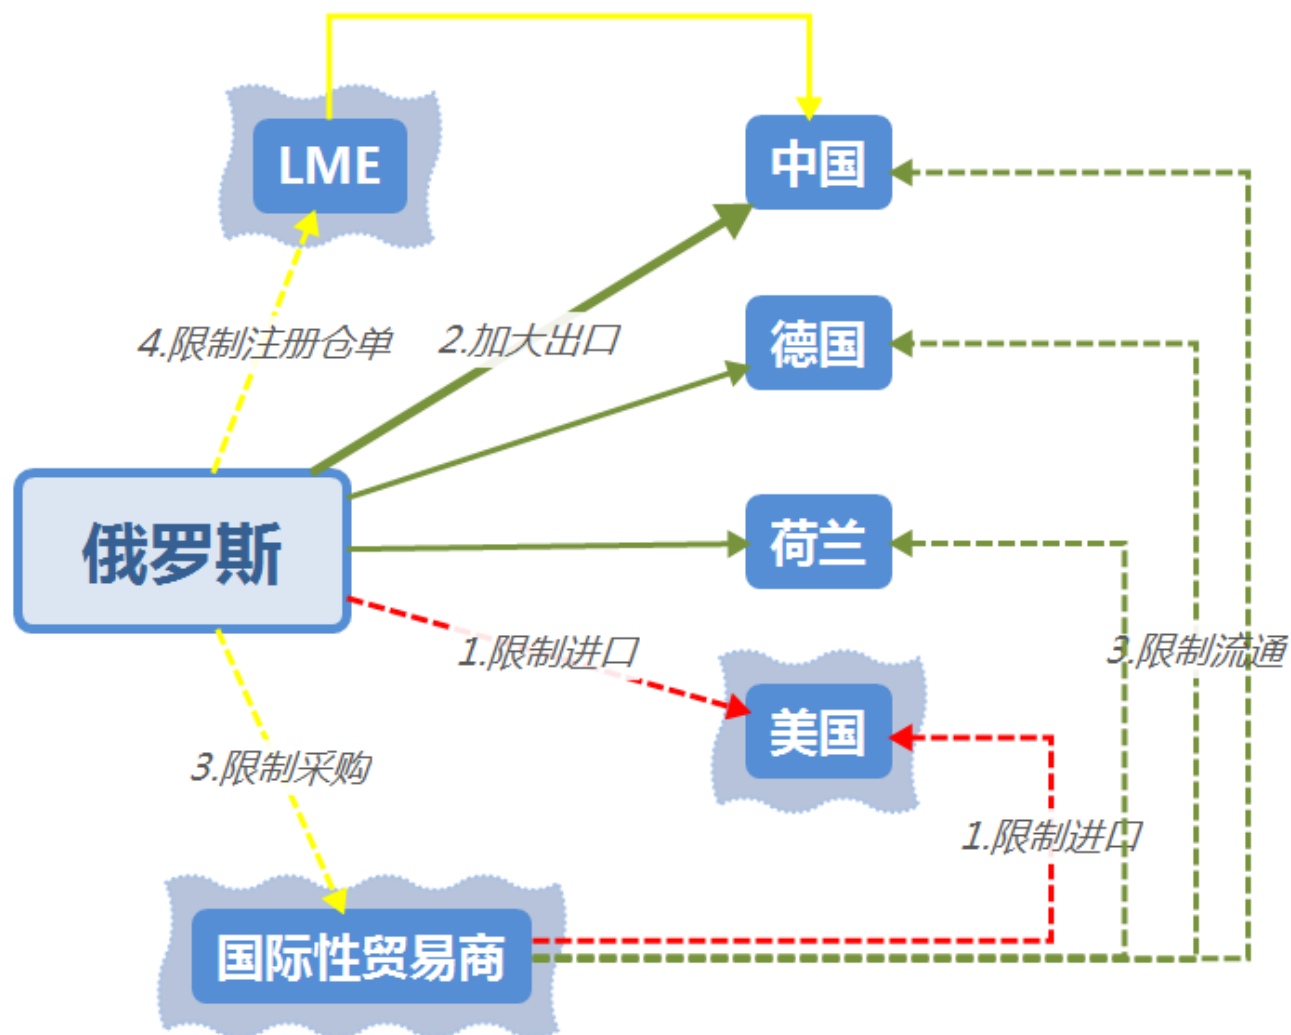 LME
中国
4.限制注册仓单
2.加大出口
德国
俄罗斯
荷兰
1.限制进口
3.限制流通
美国
3.限制采购
1.限制进口
国际性贸易商